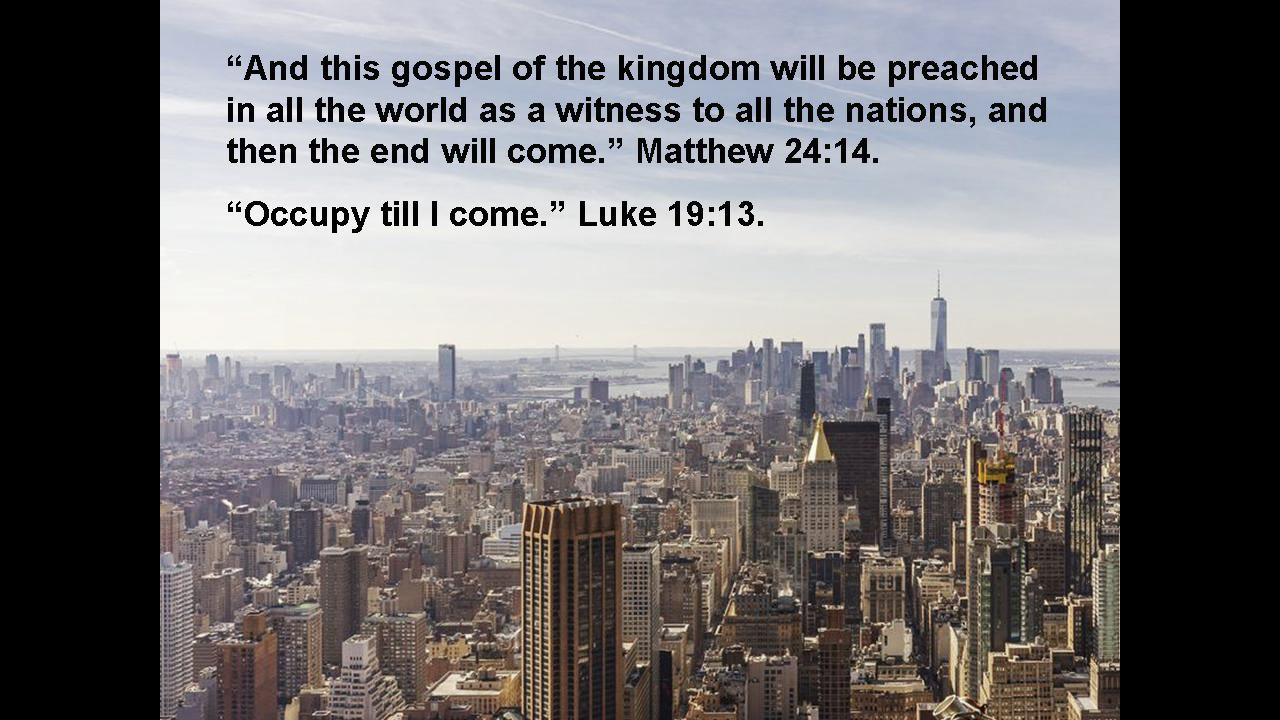 “And this gospel of the kingdom will be preached
in all the world as a witness to all the nations, and
then the end will come.” Matthew 24:14.
“Occupy till I come.” Luke 19:13.